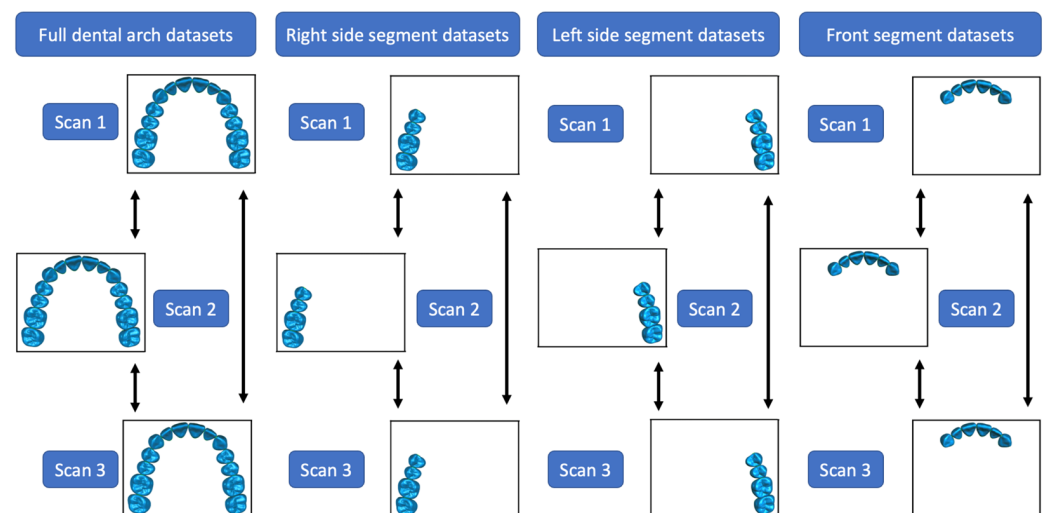 Full dental arch datasets
Right side segment datasets
Left side segment datasets
Front segment datasets
Scan 1
Scan 1
Scan 1
Scan 1
Scan 2
Scan 2
Scan 2
Scan 2
Scan 3
Scan 3
Scan 3
Scan 3